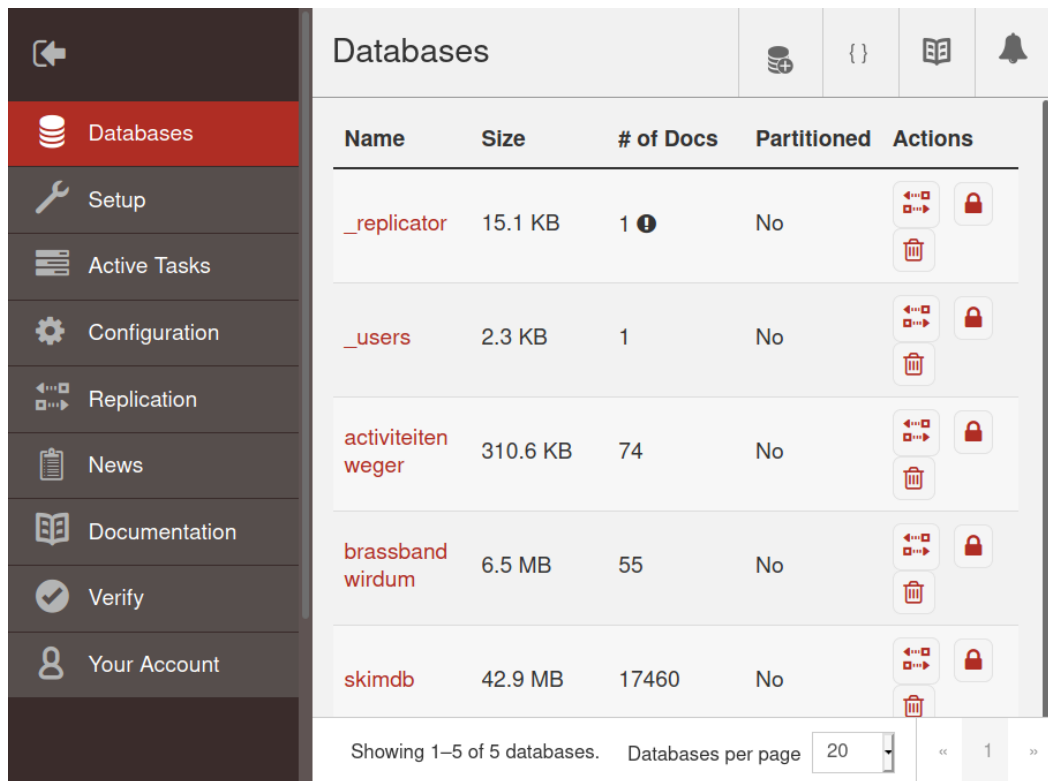 Databases
{ }
Databases
Setup
Active Tasks
Configuration
Replication
News
Documentation
Verify
Your Account
Name Size # of Docs Partitioned Actions
_replicator 15.1 KB 1 No
_users 2.3 KB 1 No
activiteiten
weger 310.6 KB 74 No
brassband
wirdum 6.5 MB 55 No
skimdb 42.9 MB 17460 No
Showing 1–5 of 5 databases. Databases per page 20 « 1 »